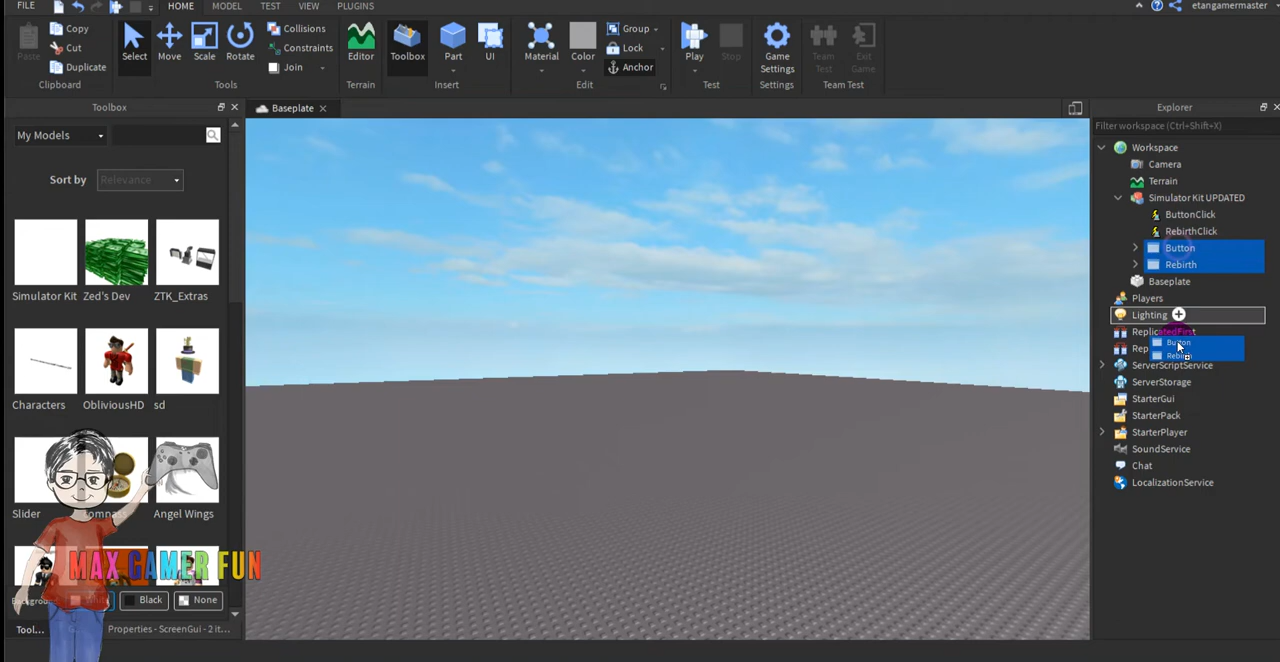 FILE HOME MODEL TEST VIEW PLUGINS etangamermaster
Paste Copy Cut Duplicate Clipboard
Select Move Scale Rotate Collisions Constraints Join Tools
Editor Terrain
Toolbox Part UI Insert
Material Color Group Lock Anchor Edit
Play Stop Test
Game Settings Settings
Team Test Exit Game Team Test
Toolbox
Baseplate
Explorer
My Models
Sort by Relevance
Simulator Kit Zed's Dev ZTK_Extras
Characters ObliviousHD sd
Slider Angel Wings
MAX GAMER FUN
Black None
Tool... Properties - ScreenGui - 2 it...
Filter workspace (Ctrl+Shift+X)
Workspace
Camera
Terrain
Simulator Kit UPDATED
ButtonClick
RebirthClick
Button
Rebirth
Baseplate
Players
Lighting
ReplicatedFirst
Button
Rep
ServerScriptService
ServerStorage
StarterGui
StarterPack
StarterPlayer
SoundService
Chat
LocalizationService